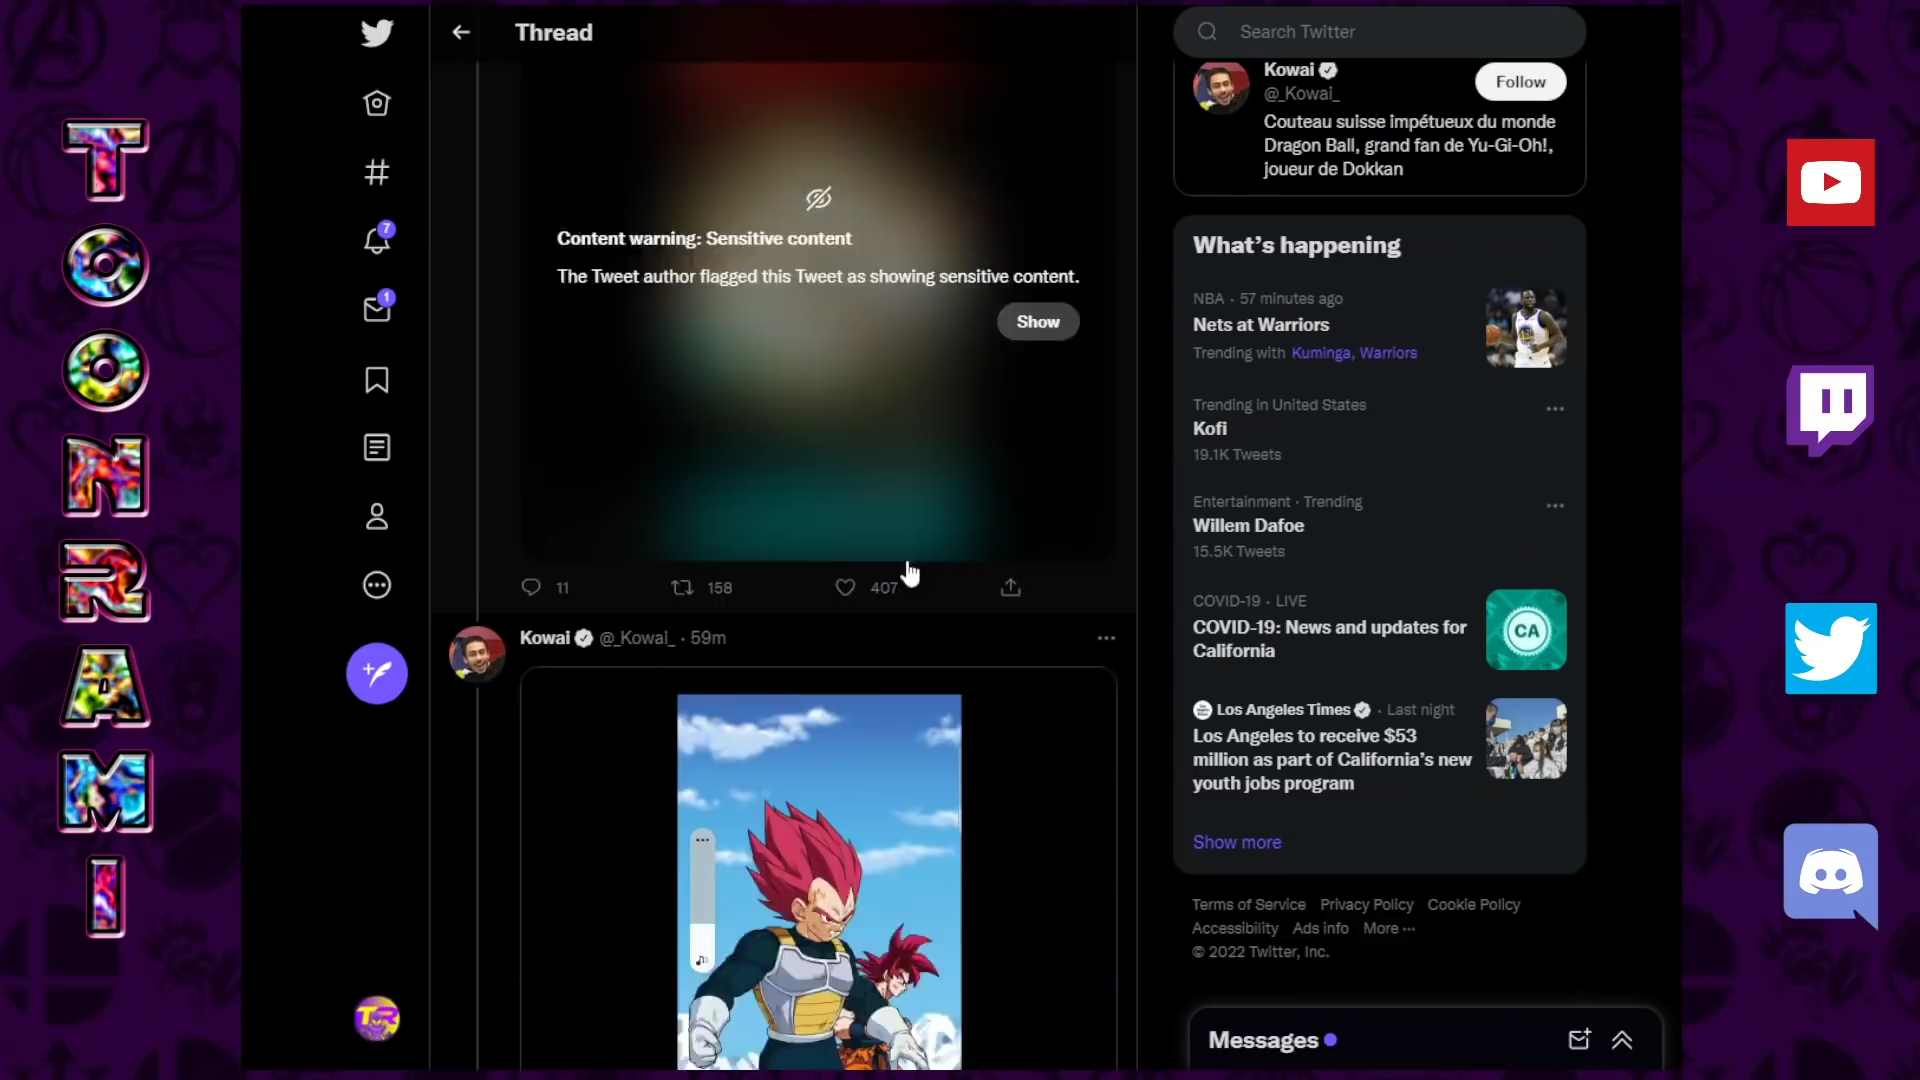 TOONRAMI
Thread
Content warning: Sensitive content
The Tweet author flagged this Tweet as showing sensitive content.
Show
11
158
407
Kowai @_Kowai_ · 59m
7
1
TR
Search Twitter
Kowai
@_Kowai_
Follow
Couteau suisse impétueux du monde
Dragon Ball, grand fan de Yu-Gi-Oh!,
joueur de Dokkan
What's happening
NBA · 57 minutes ago
Nets at Warriors
Trending with Kuminga, Warriors
Trending in United States
Kofi
19.1K Tweets
Entertainment · Trending
Willem Dafoe
15.5K Tweets
COVID-19 · LIVE
COVID-19: News and updates for
California
CA
Los Angeles Times · Last night
Los Angeles to receive $53
million as part of California's new
youth jobs program
Show more
Terms of Service Privacy Policy Cookie Policy
Accessibility Ads info More ···
© 2022 Twitter, Inc.
Messages